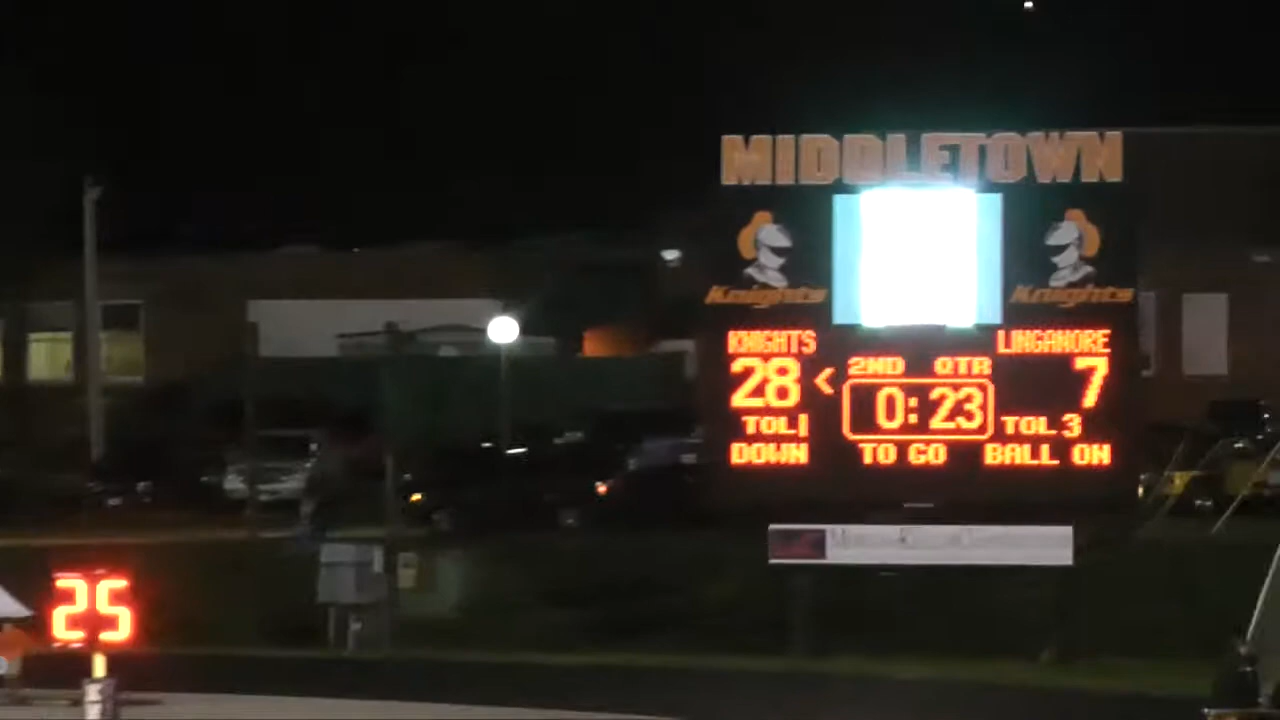 MIDDLETOWN
Knights Knights
KNIGHTS LINGANORE
28 < 2ND QTR 7
0:23
TOL 1 TOL 3
DOWN TO GO BALL ON
25